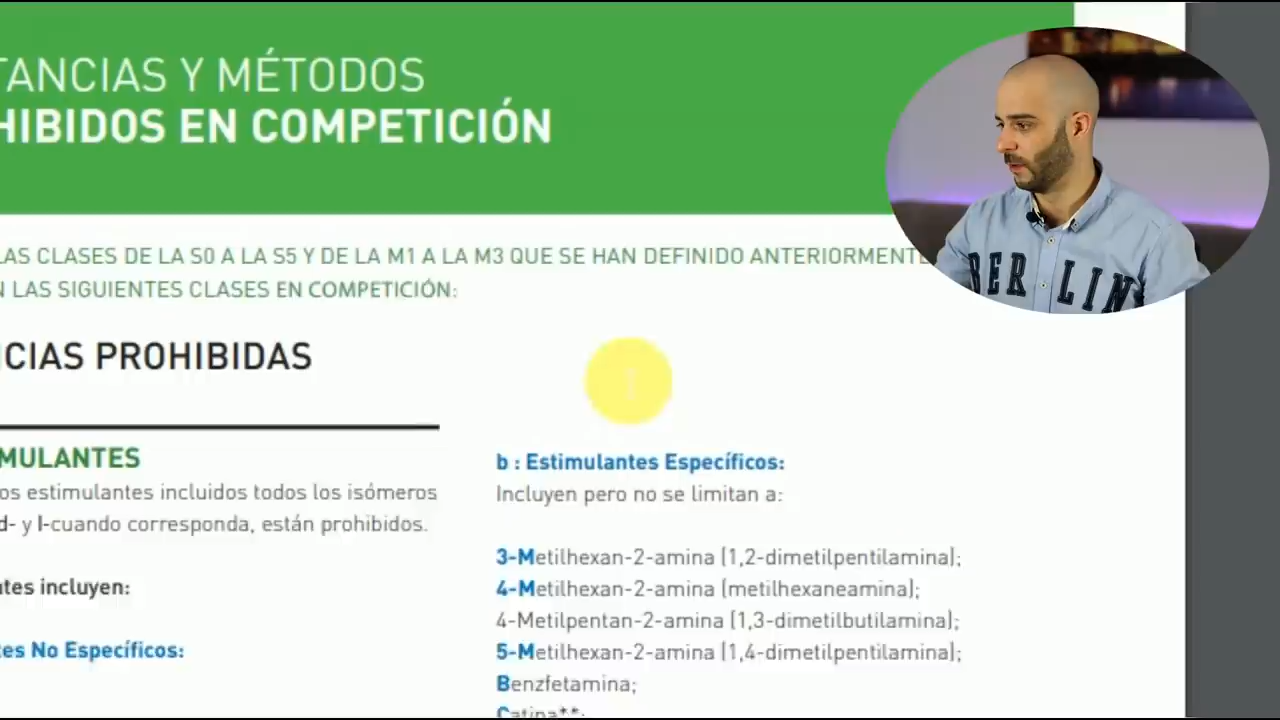 TANCIAS Y MÉTODOS
HIBIDOS EN COMPETICIÓN
LAS CLASES DE LA S0 A LA S5 Y DE LA M1 A LA M3 QUE SE HAN DEFINIDO ANTERIORMENTE
N LAS SIGUIENTES CLASES EN COMPETICIÓN:
CIAS PROHIBIDAS
MULANTES
os estimulantes incluidos todos los isómeros
d- y l-cuando corresponda, están prohibidos.
tes incluyen:
es No Específicos:
b : Estimulantes Específicos:
Incluyen pero no se limitan a:
3-Metilhexan-2-amina (1,2-dimetilpentilamina);
4-Metilhexan-2-amina (metilhexaneamina);
4-Metilpentan-2-amina (1,3-dimetilbutilamina);
5-Metilhexan-2-amina (1,4-dimetilpentilamina);
Benzfetamina;
Catina**;
BERLIN